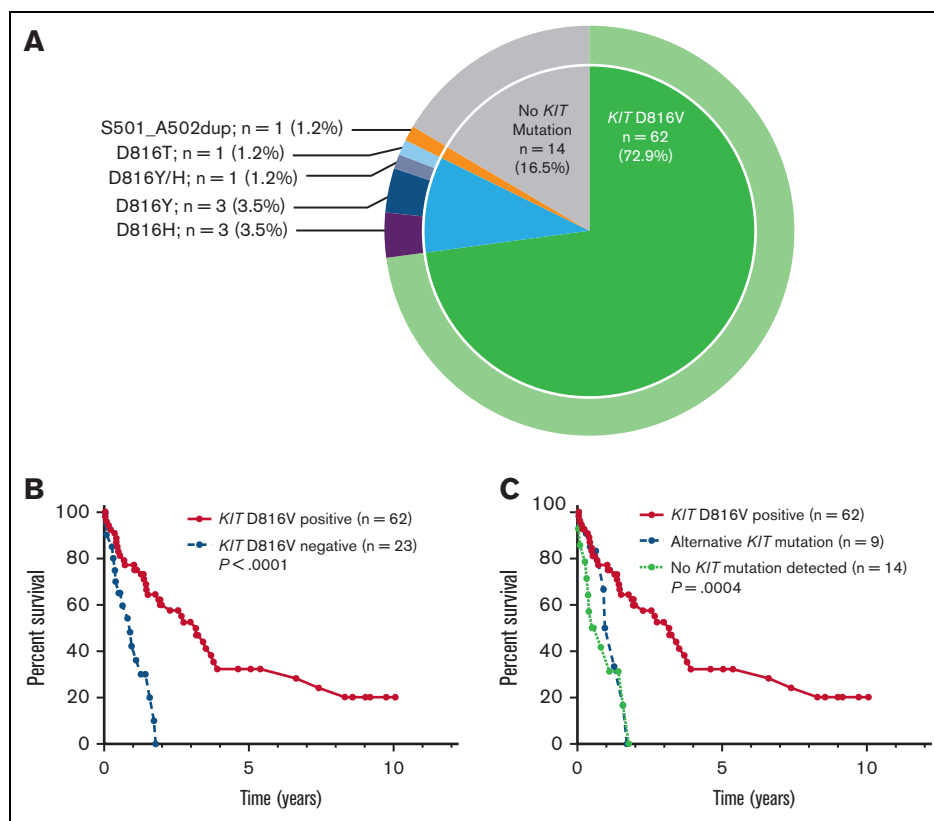 A
S501_A502dup; n = 1 (1.2%)
D816T; n = 1 (1.2%)
D816Y/H; n = 1 (1.2%)
D816Y; n = 3 (3.5%)
D816H; n = 3 (3.5%)
No KIT
Mutation
n = 14
(16.5%)
KIT D816V
n = 62
(72.9%)
B
Percent survival
100
80
60
40
20
0
KIT D816V positive (n = 62)
KIT D816V negative (n = 23)
P < .0001
0
5
10
Time (years)
C
Percent survival
100
80
60
40
20
0
KIT D816V positive (n = 62)
Alternative KIT mutation (n = 9)
No KIT mutation detected (n = 14)
P = .0004
0
5
10
Time (years)